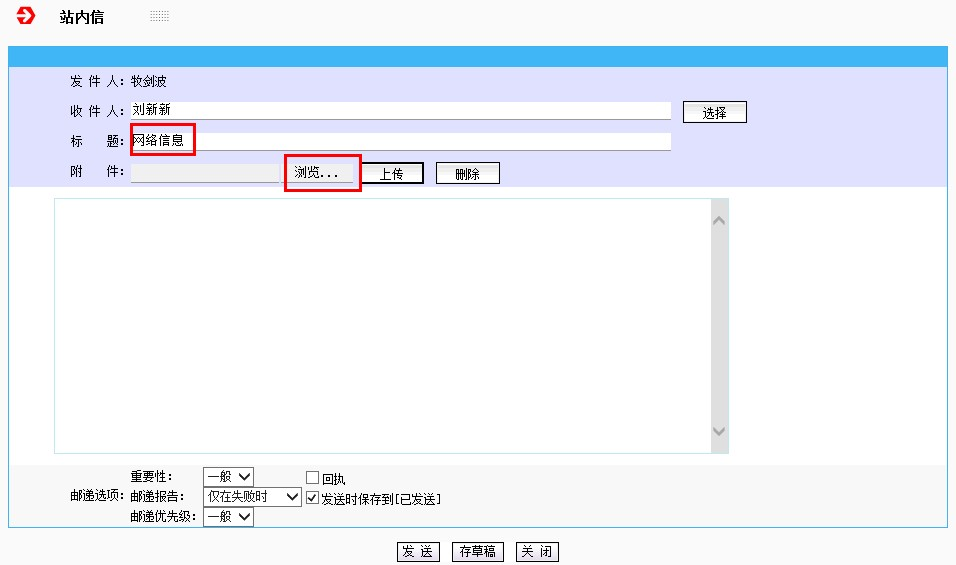 站内信
发 件 人：牧剑波
收 件 人：刘新新 选择
标 题：网络信息
附 件： 浏览... 上传 删除
重要性： 一般 回执
邮递选项：邮递报告： 仅在失败时 发送时保存到[已发送]
邮递优先级： 一般
发 送 存草稿 关 闭